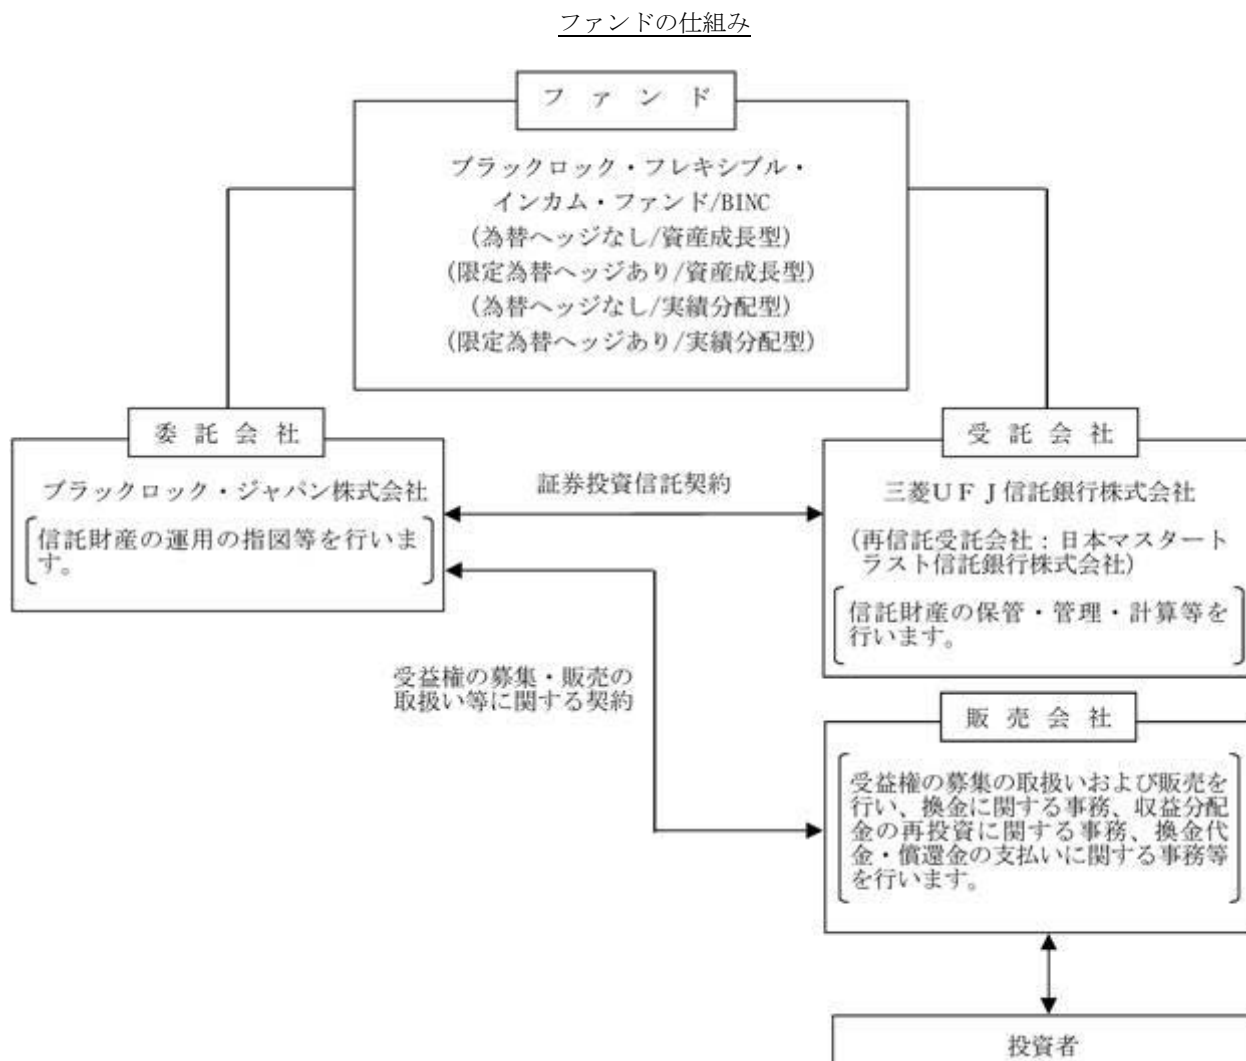 ファンドの仕組み
ファンド
ブラックロック・フレキシブル・
インカム・ファンド/BINC
(為替ヘッジなし/資産成長型)
(限定為替ヘッジあり/資産成長型)
(為替ヘッジなし/実績分配型)
(限定為替ヘッジあり/実績分配型)
委託会社
ブラックロック・ジャパン株式会社
信託財産の運用の指図等を行いま
す。
証券投資信託契約
受託会社
三菱UFJ信託銀行株式会社
(再信託受託会社:日本マスタート
ラスト信託銀行株式会社)
信託財産の保管・管理・計算等を
行います。
受益権の募集・販売の
取扱い等に関する契約
販売会社
受益権の募集の取扱いおよび販売を
行い、換金に関する事務、収益分配
金の再投資に関する事務、換金代
金・償還金の支払いに関する事務等
を行います。
投資者